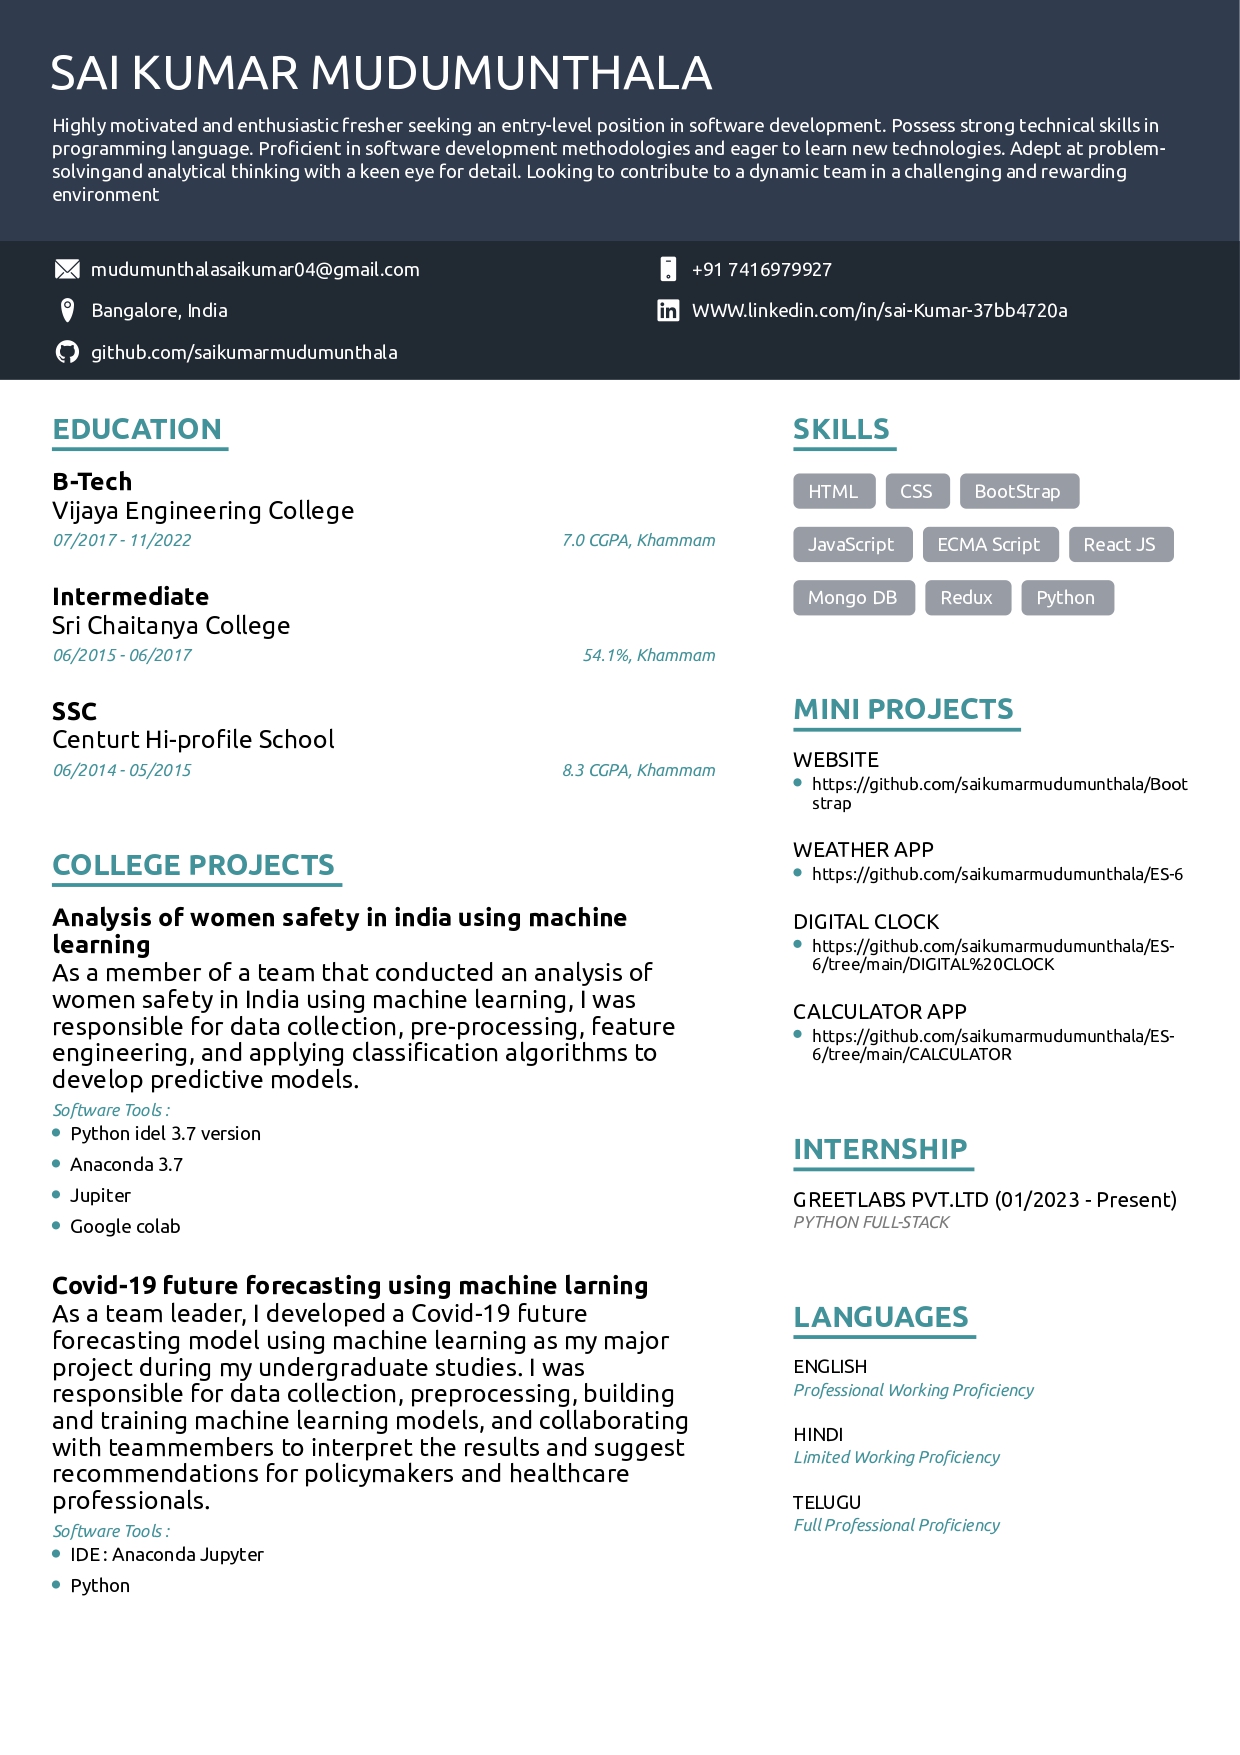 SAI KUMAR MUDUMUNTHALA
Highly motivated and enthusiastic fresher seeking an entry-level position in software development. Possess strong technical skills in
programming language. Proficient in software development methodologies and eager to learn new technologies. Adept at problem-
solvingand analytical thinking with a keen eye for detail. Looking to contribute to a dynamic team in a challenging and rewarding
environment
mudumunthalasaikumar04@gmail.com
+91 7416979927
Bangalore, India
WWW.linkedin.com/in/sai-Kumar-37bb4720a
github.com/saikumarmudumunthala
EDUCATION
B-Tech
Vijaya Engineering College
07/2017 - 11/2022 7.0 CGPA, Khammam
Intermediate
Sri Chaitanya College
06/2015 - 06/2017 54.1%, Khammam
SSC
Centurt Hi-profile School
06/2014 - 05/2015 8.3 CGPA, Khammam
COLLEGE PROJECTS
Analysis of women safety in india using machine
learning
As a member of a team that conducted an analysis of
women safety in India using machine learning, I was
responsible for data collection, pre-processing, feature
engineering, and applying classification algorithms to
develop predictive models.
Software Tools :
Python idel 3.7 version
Anaconda 3.7
Jupiter
Google colab
Covid-19 future forecasting using machine larning
As a team leader, I developed a Covid-19 future
forecasting model using machine learning as my major
project during my undergraduate studies. I was
responsible for data collection, preprocessing, building
and training machine learning models, and collaborating
with teammembers to interpret the results and suggest
recommendations for policymakers and healthcare
professionals.
Software Tools :
IDE : Anaconda Jupyter
Python
SKILLS
HTML CSS BootStrap
JavaScript ECMA Script React JS
Mongo DB Redux Python
MINI PROJECTS
WEBSITE
https://github.com/saikumarmudumunthala/Boot
strap
WEATHER APP
https://github.com/saikumarmudumunthala/ES-6
DIGITAL CLOCK
https://github.com/saikumarmudumunthala/ES-
6/tree/main/DIGITAL%20CLOCK
CALCULATOR APP
https://github.com/saikumarmudumunthala/ES-
6/tree/main/CALCULATOR
INTERNSHIP
GREETLABS PVT.LTD (01/2023 - Present)
PYTHON FULL-STACK
LANGUAGES
ENGLISH
Professional Working Proficiency
HINDI
Limited Working Proficiency
TELUGU
Full Professional Proficiency